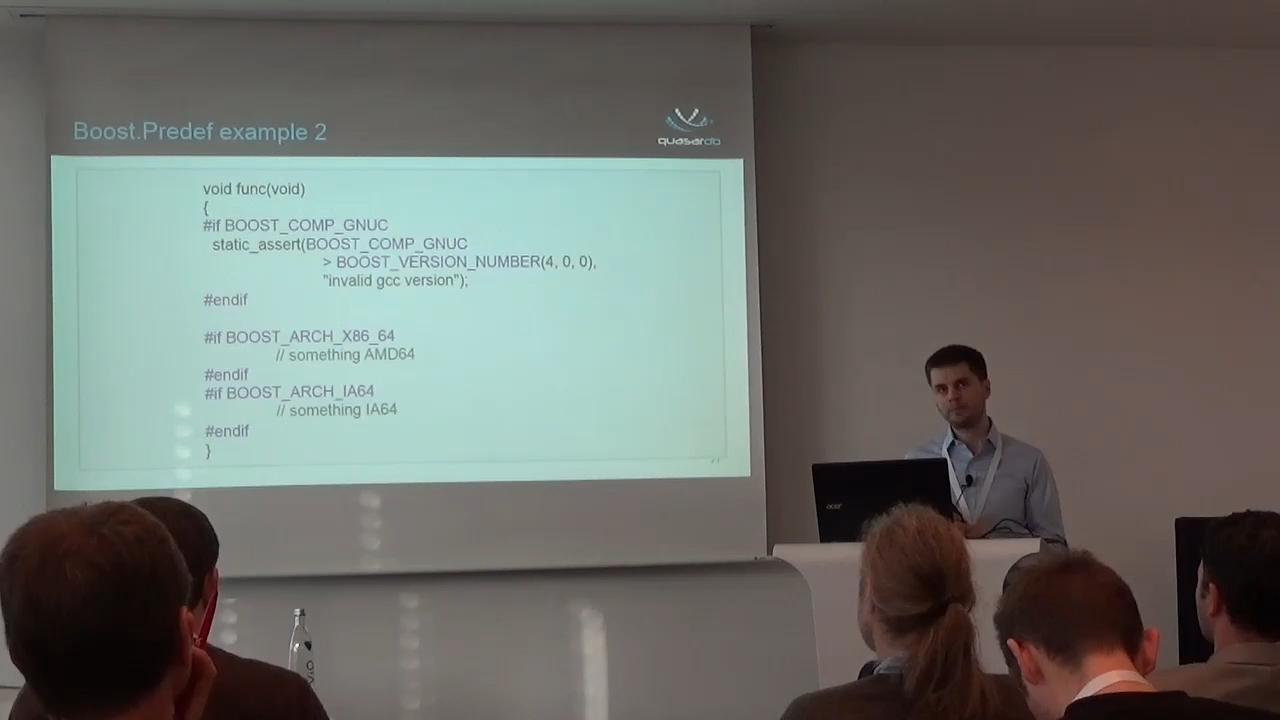 Boost.Predef example 2
quasardb
void func(void)
{
#if BOOST_COMP_GNUC
static_assert(BOOST_COMP_GNUC
> BOOST_VERSION_NUMBER(4, 0, 0),
"invalid gcc version");
#endif
#if BOOST_ARCH_X86_64
// something AMD64
#endif
#if BOOST_ARCH_IA64
// something IA64
#endif
}
acer